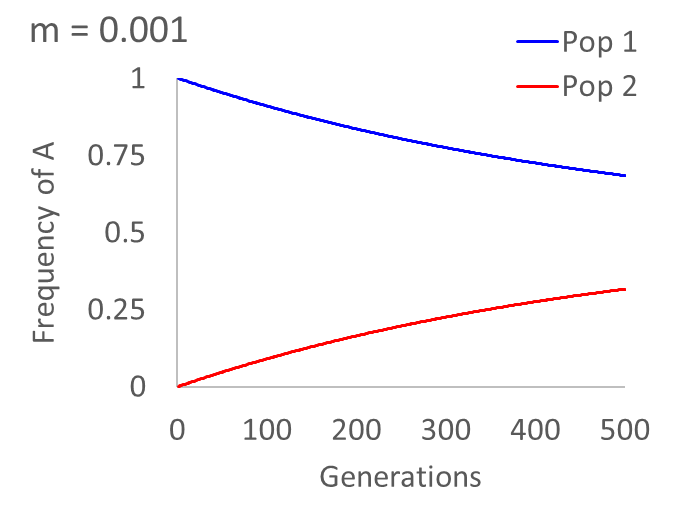 m = 0.001
Pop 1
Pop 2
1
0.75
0.5
0.25
0
Frequency of A
0 100 200 300 400 500
Generations